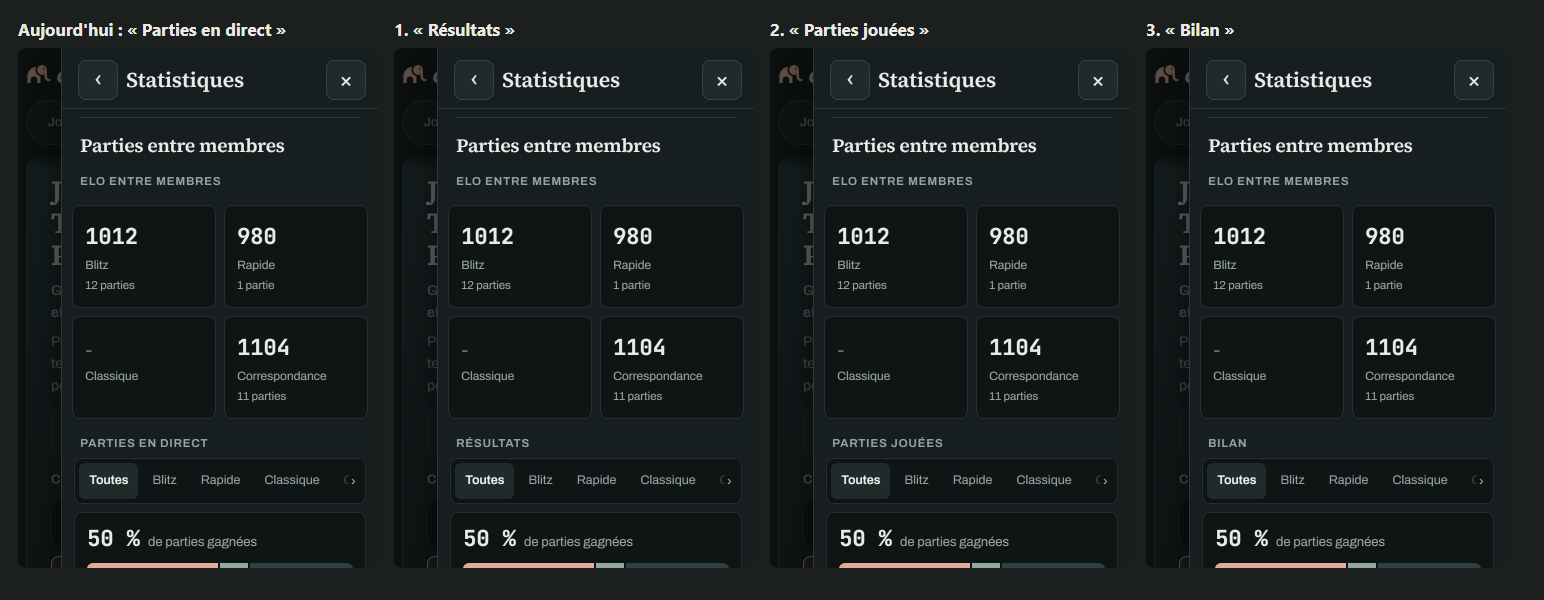 Aujourd'hui : « Parties en direct »
‹ Statistiques ×
Parties entre membres
ELO ENTRE MEMBRES
1012
Blitz
12 parties
980
Rapide
1 partie
-
Classique
1104
Correspondance
11 parties
PARTIES EN DIRECT
Toutes Blitz Rapide Classique ›
50 % de parties gagnées
1. « Résultats »
‹ Statistiques ×
Parties entre membres
ELO ENTRE MEMBRES
1012
Blitz
12 parties
980
Rapide
1 partie
-
Classique
1104
Correspondance
11 parties
RÉSULTATS
Toutes Blitz Rapide Classique ›
50 % de parties gagnées
2. « Parties jouées »
‹ Statistiques ×
Parties entre membres
ELO ENTRE MEMBRES
1012
Blitz
12 parties
980
Rapide
1 partie
-
Classique
1104
Correspondance
11 parties
PARTIES JOUÉES
Toutes Blitz Rapide Classique ›
50 % de parties gagnées
3. « Bilan »
‹ Statistiques ×
Parties entre membres
ELO ENTRE MEMBRES
1012
Blitz
12 parties
980
Rapide
1 partie
-
Classique
1104
Correspondance
11 parties
BILAN
Toutes Blitz Rapide Classique ›
50 % de parties gagnées